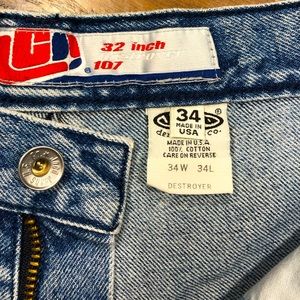 32 inch
107
34
MADE IN
USA
des co.
MADE IN U.S.A.
100% COTTON
CARE ON REVERSE
34W 34L
DESTROYER